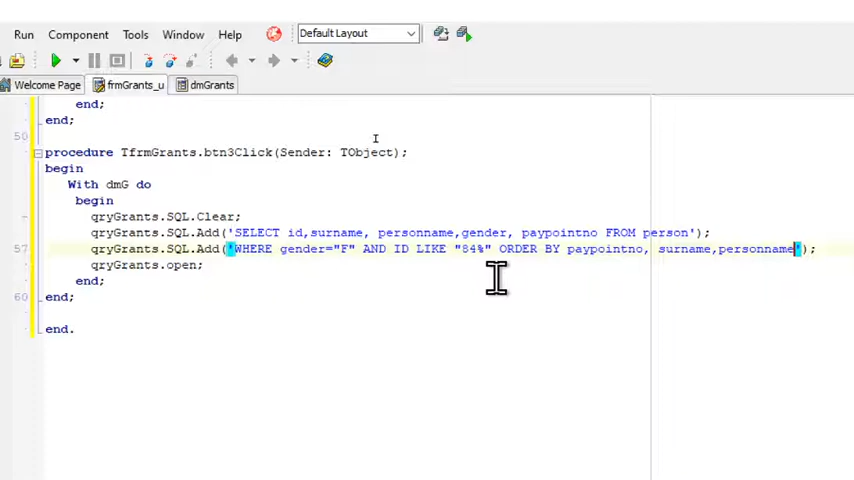 Run Component Tools Window Help Default Layout
Welcome Page frmGrants_u dmGrants
end;
end;
50
procedure TfrmGrants.btn3Click(Sender: TObject);
begin
With dmG do
begin
qryGrants.SQL.Clear;
qryGrants.SQL.Add('SELECT id,surname, personname,gender, paypointno FROM person');
57 qryGrants.SQL.Add('WHERE gender="F" AND ID LIKE "84%" ORDER BY paypointno, surname,personname');
qryGrants.open;
end;
60 end;
end.